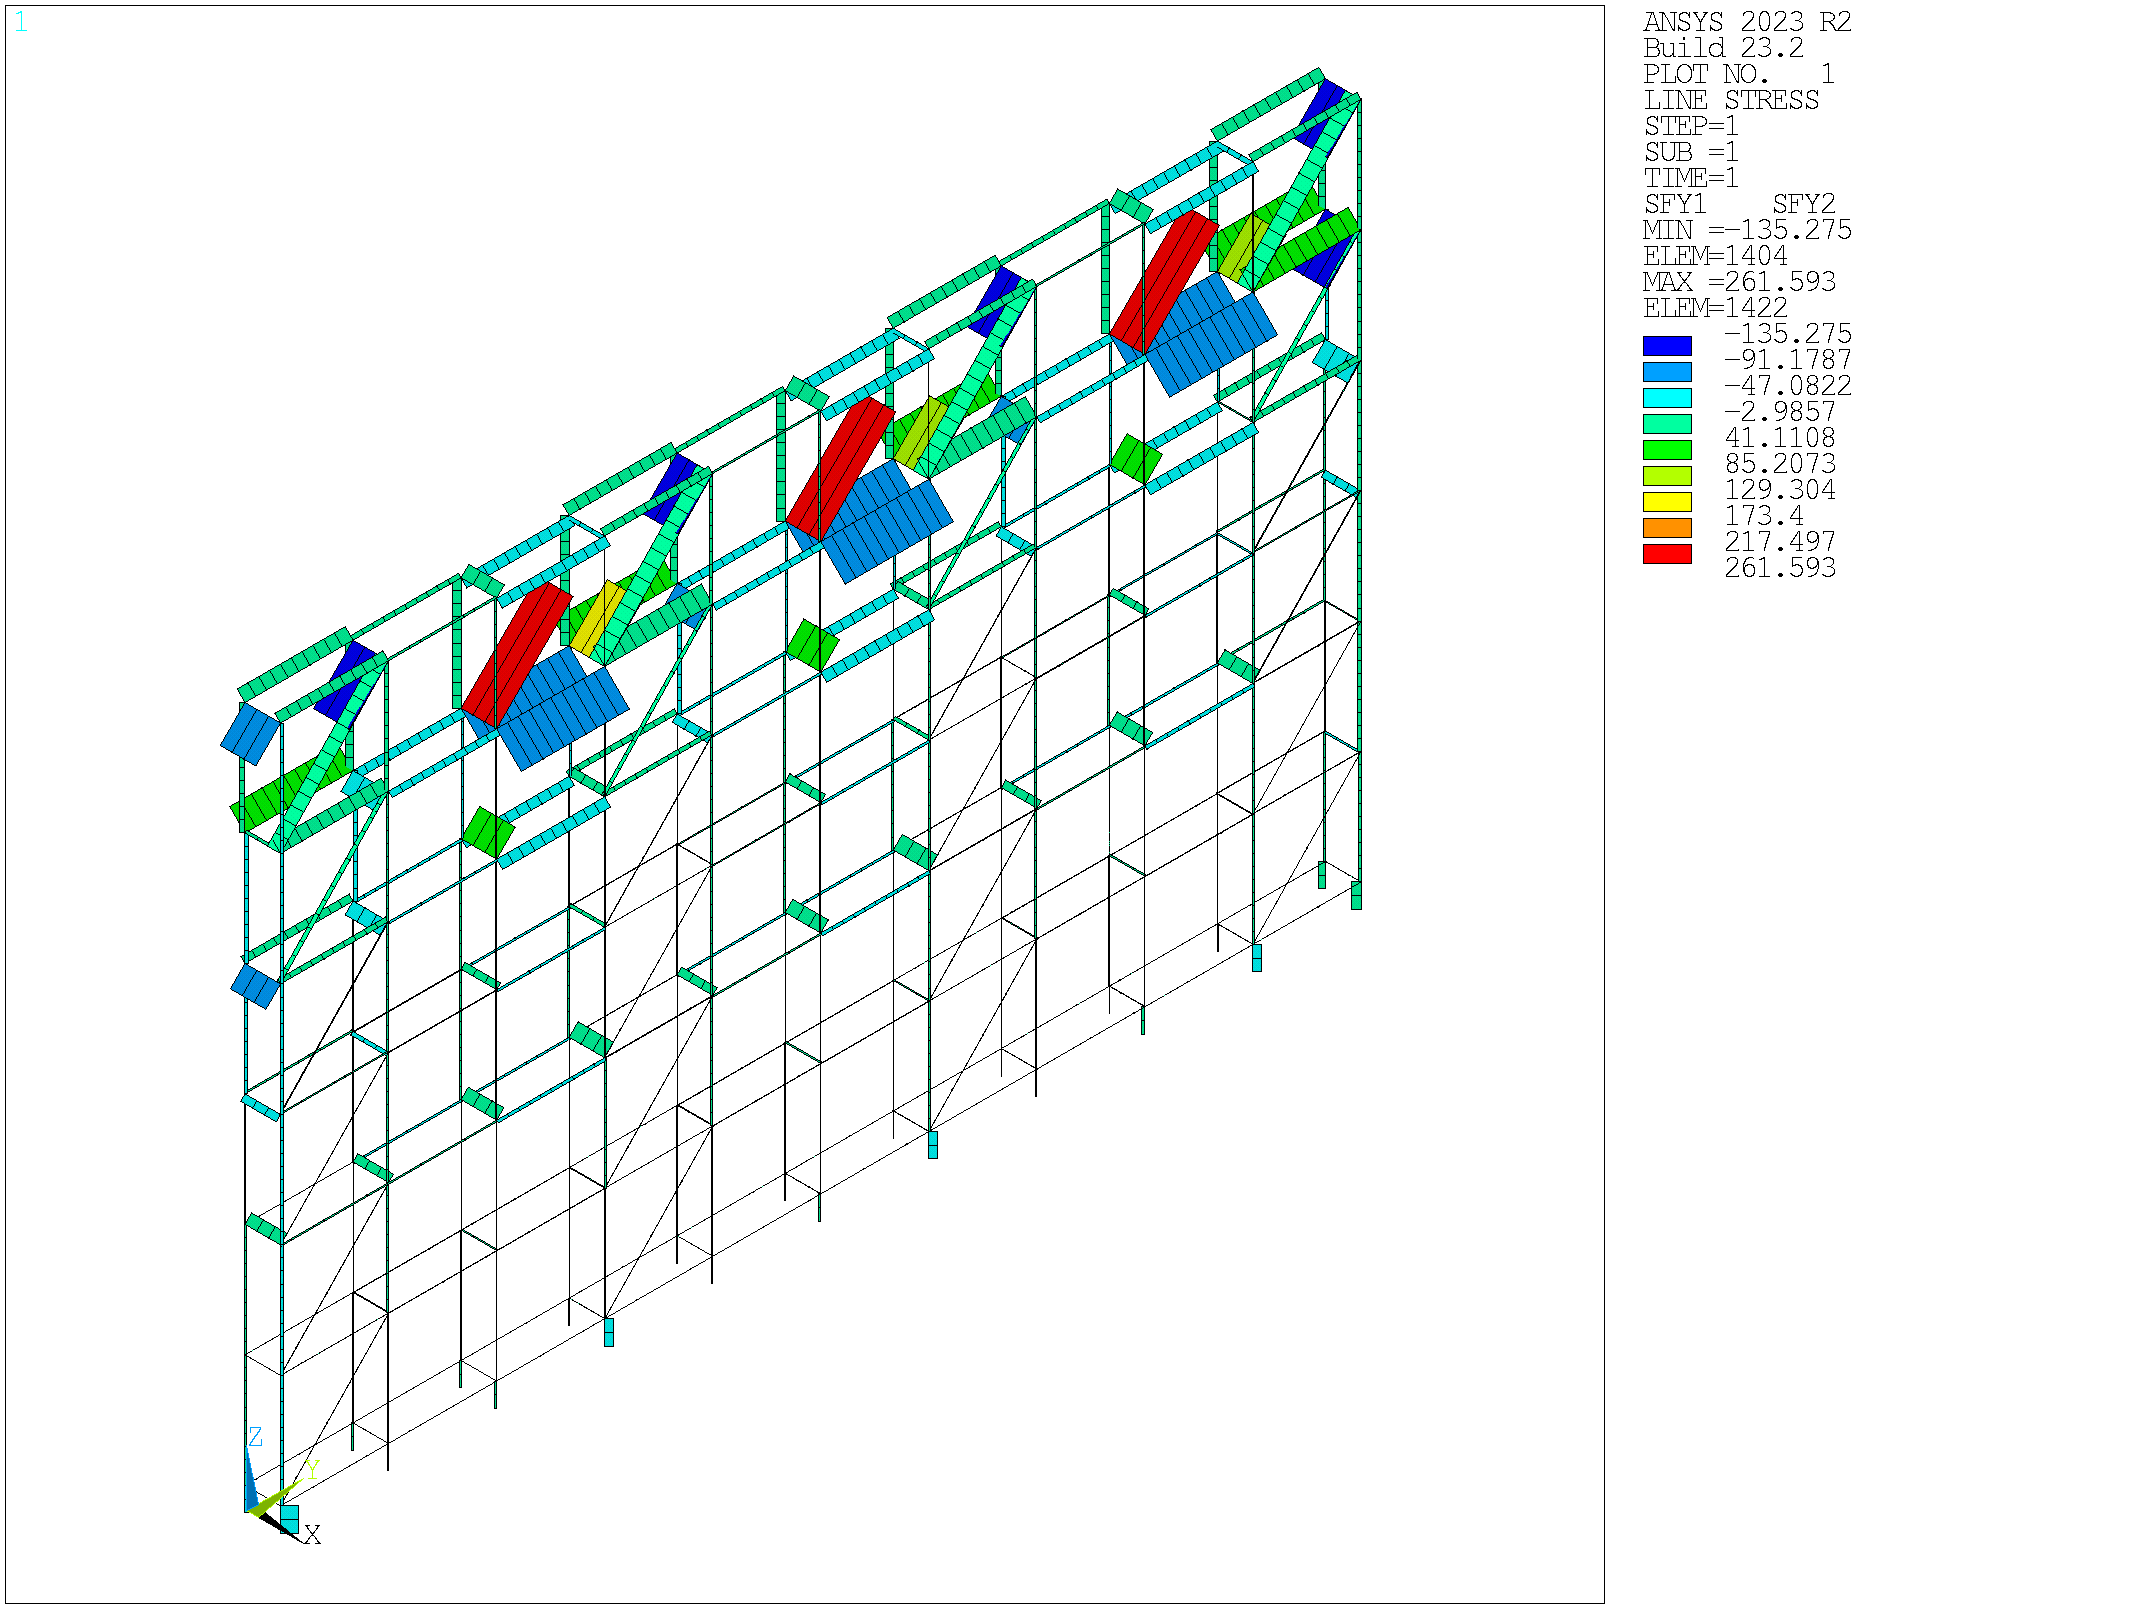 1
ANSYS 2023 R2
Build 23.2
PLOT NO.   1
LINE STRESS
STEP=1
SUB =1
TIME=1
SFY1    SFY2
MIN =-135.275
ELEM=1404
MAX =261.593
ELEM=1422
-135.275
-91.1787
-47.0822
-2.9857
41.1108
85.2073
129.304
173.4
217.497
261.593
Z
Y
X